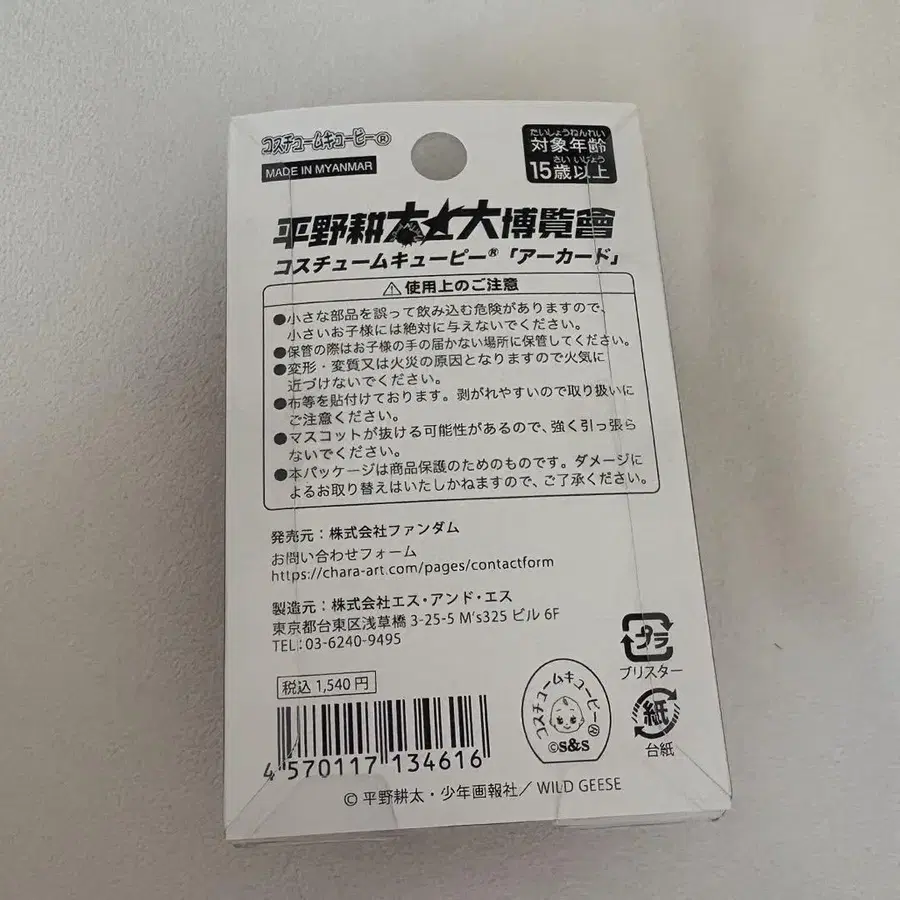 コスチュームキューピー®
MADE IN MYANMAR
たいしょうねんれい
対象年齢
さい いじょう
15歳以上
平野耕太★大博覧會
コスチュームキューピー®「アーカード」
⚠使用上のご注意
●小さな部品を誤って飲み込む危険がありますので、
小さいお子様には絶対に与えないでください。
●保管の際はお子様の手の届かない場所に保管してください。
●変形・変質又は火災の原因となりますので火気に
近づけないでください。
●布等を貼付けております。剥がれやすいので取り扱いに
ご注意ください。
●マスコットが抜ける可能性があるので、強く引っ張ら
ないでください。
●本パッケージは商品保護のためのものです。ダメージに
よるお取り替えはいたしかねますので、ご了承ください。
発売元：株式会社ファンダム
お問い合わせフォーム
https://chara-art.com/pages/contactform
製造元：株式会社エス・アンド・エス
東京都台東区浅草橋 3-25-5 M's325 ビル 6F
TEL：03-6240-9495
税込 1,540 円
4 570117 134616
コスチュームキューピー®
©S&S
プラ
ブリスター
紙
台紙
© 平野耕太・少年画報社／ WILD GEESE